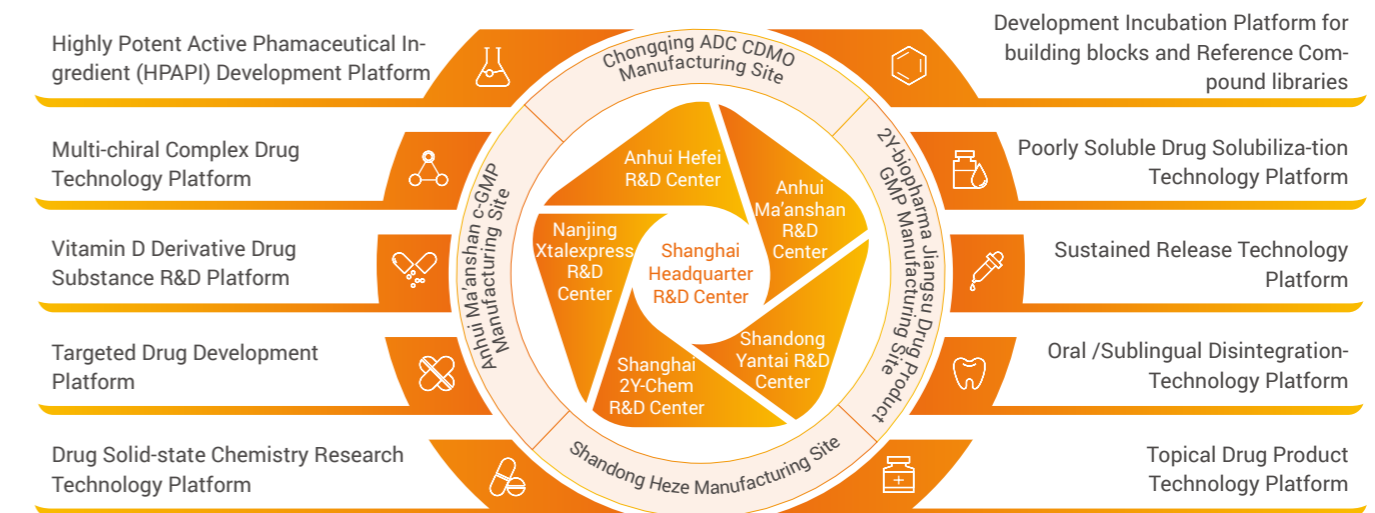 Highly Potent Active Phamaceutical In-
gredient (HPAPI) Development Platform
Multi-chiral Complex Drug
Technology Platform
Vitamin D Derivative Drug
Substance R&D Platform
Targeted Drug Development
Platform
Drug Solid-state Chemistry Research
Technology Platform
Chongqing ADC CDMO
Manufacturing Site
Anhui Ma'anshan c-GMP
Manufacturing Site
2Y-biopharma Jiangsu Drug Product
GMP Manufacturing Site
Shandong Heze Manufacturing Site
Anhui Hefei
R&D Center
Anhui
Ma'anshan
R&D
Center
Nanjing
Xtalexpress
R&D
Center
Shanghai
Headquarter
R&D Center
Shandong
Yantai R&D
Center
Shanghai
2Y-Chem
R&D Center
Development Incubation Platform for
building blocks and Reference Com-
pound libraries
Poorly Soluble Drug Solubiliza-tion
Technology Platform
Sustained Release Technology
Platform
Oral /Sublingual Disintegration-
Technology Platform
Topical Drug Product
Technology Platform